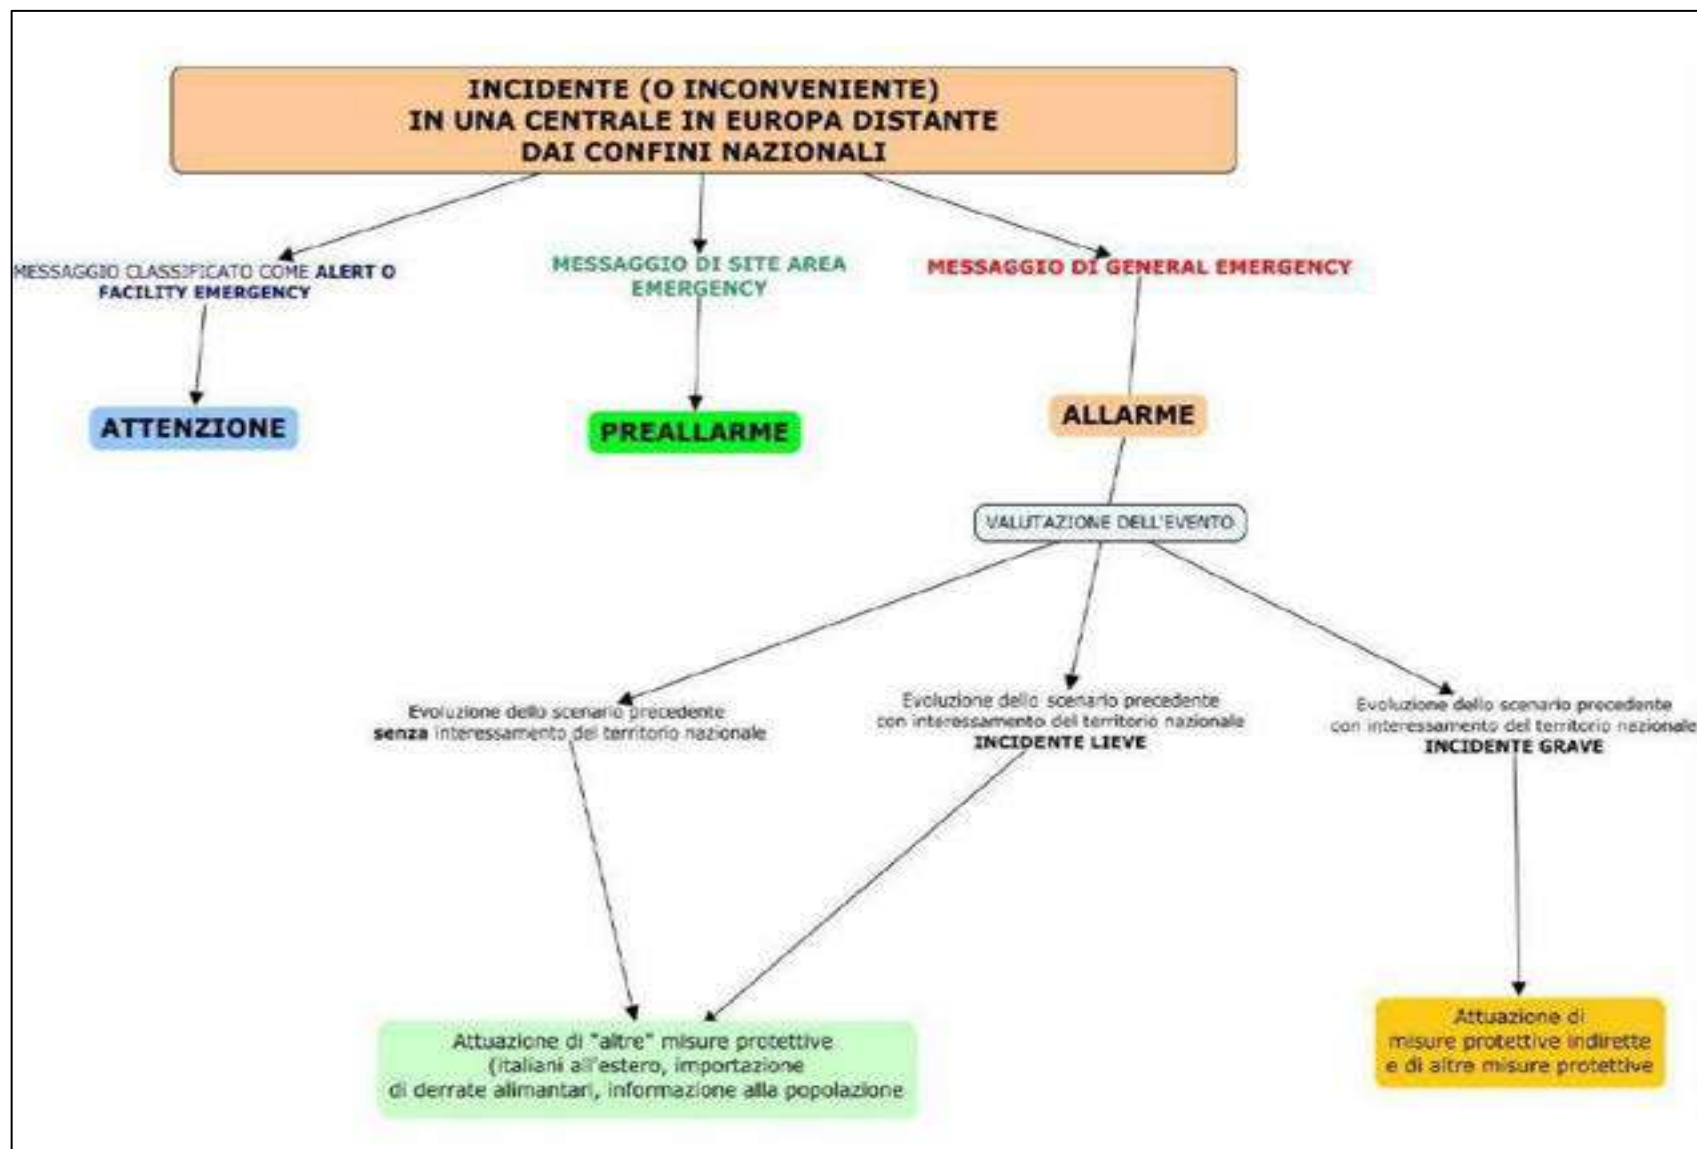 INCIDENTE (O INCONVENIENTE)
IN UNA CENTRALE IN EUROPA DISTANTE
DAI CONFINI NAZIONALI
MESSAGGIO CLASSIFICATO COME ALERT O
FACILITY EMERGENCY
MESSAGGIO DI SITE AREA
EMERGENCY
MESSAGGIO DI GENERAL EMERGENCY
ATTENZIONE
PREALLARME
ALLARME
VALUTAZIONE DELL'EVENTO
Evoluzione dello scenario precedente
senza interessamento del territorio nazionale
Evoluzione dello scenario precedente
con interessamento del territorio nazionale
INCIDENTE LIEVE
Evoluzione dello scenario precedente
con interessamento del territorio nazionale
INCIDENTE GRAVE
Attuazione di "altre" misure protettive
(italiani all'estero, importazione
di derrate alimantari, informazione alla popolazione
Attuazione di
misure protettive indirette
e di altre misure protettive